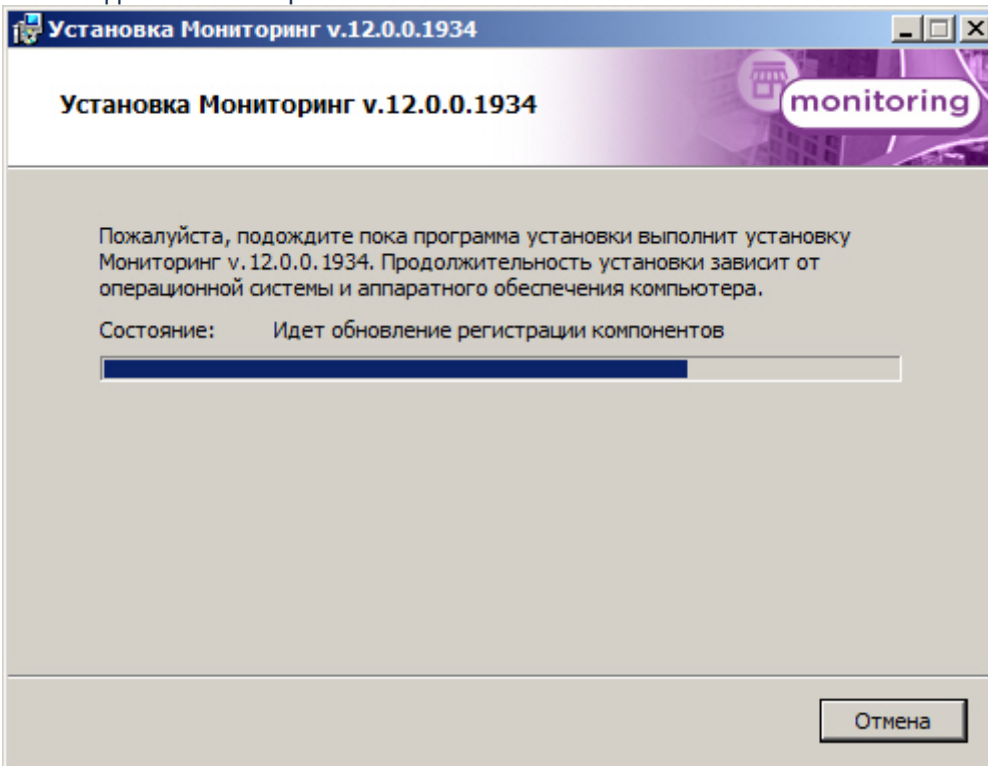 Установка Мониторинг v.12.0.0.1934
Установка Мониторинг v.12.0.0.1934
monitoring
Пожалуйста, подождите пока программа установки выполнит установку
Мониторинг v.12.0.0.1934. Продолжительность установки зависит от
операционной системы и аппаратного обеспечения компьютера.
Состояние: Идет обновление регистрации компонентов
Отмена